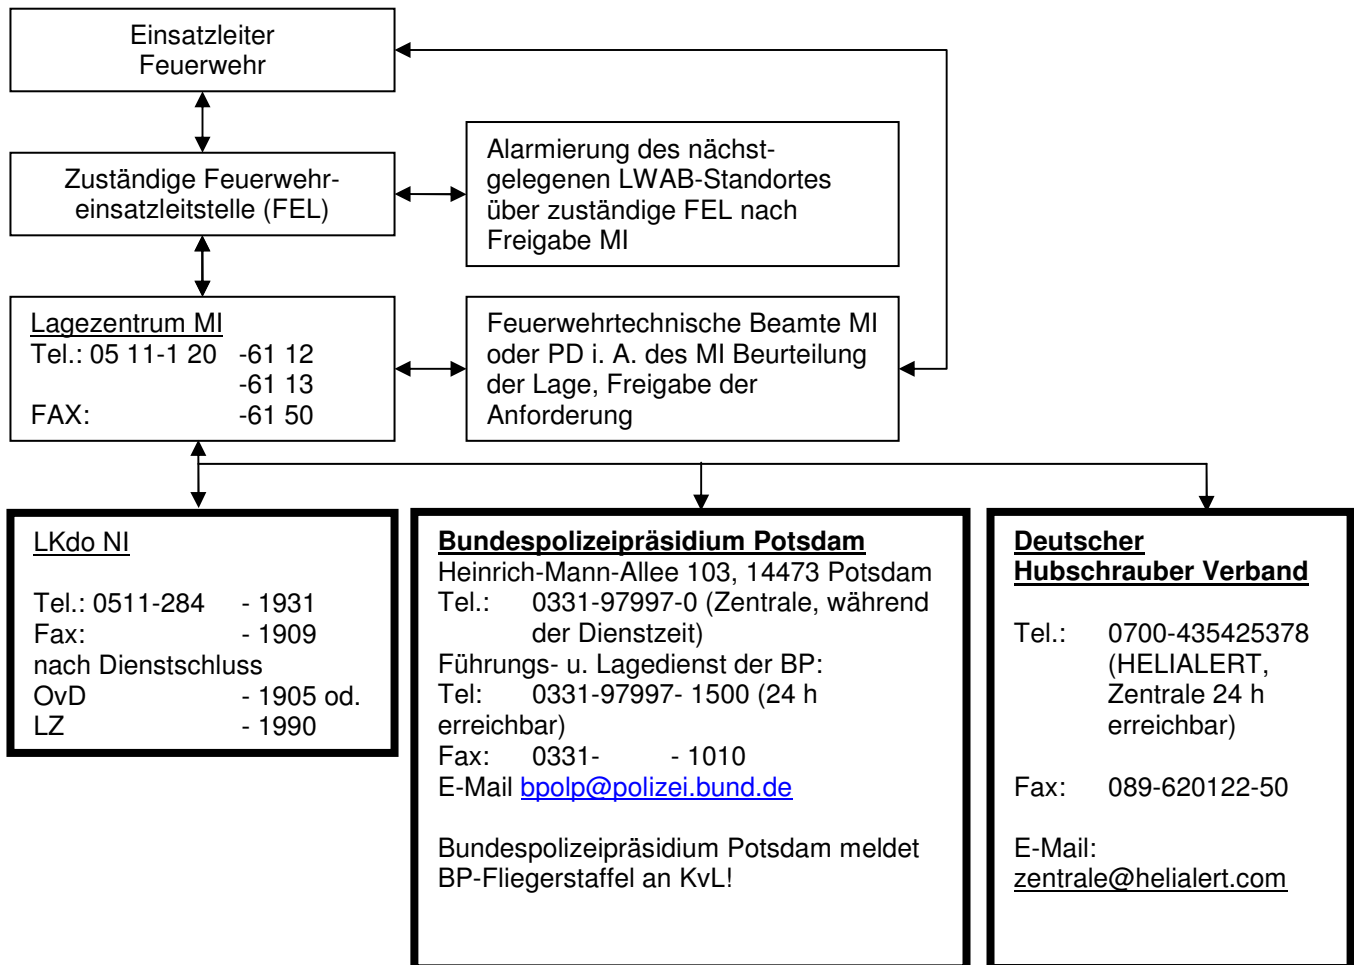 Einsatzleiter
Feuerwehr
Zuständige Feuerwehr-
einsatzleitstelle (FEL)
Alarmierung des nächst-
gelegenen LWAB-Standortes
über zuständige FEL nach
Freigabe MI
Lagezentrum MI
Tel.: 05 11-1 20 -61 12
-61 13
FAX: -61 50
Feuerwehrtechnische Beamte MI
oder PD i. A. des MI Beurteilung
der Lage, Freigabe der
Anforderung
LKdo NI
Tel.: 0511-284 - 1931
Fax: - 1909
nach Dienstschluss
OvD - 1905 od.
LZ - 1990
Bundespolizeipräsidium Potsdam
Heinrich-Mann-Allee 103, 14473 Potsdam
Tel.: 0331-97997-0 (Zentrale, während
der Dienstzeit)
Führungs- u. Lagedienst der BP:
Tel: 0331-97997- 1500 (24 h
erreichbar)
Fax: 0331- - 1010
E-Mail bpolp@polizei.bund.de
Bundespolizeipräsidium Potsdam meldet
BP-Fliegerstaffel an KvL!
Deutscher
Hubschrauber Verband
Tel.: 0700-435425378
(HELIALERT,
Zentrale 24 h
erreichbar)
Fax: 089-620122-50
E-Mail:
zentrale@helialert.com